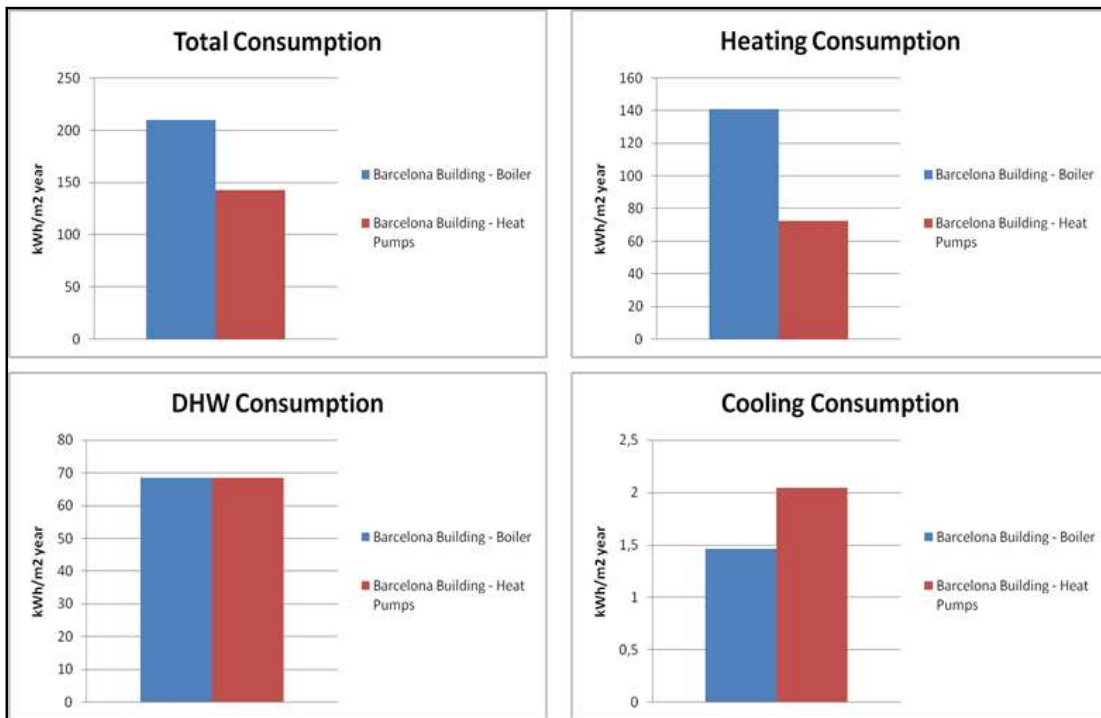 Total Consumption
250
200
150
100
50
0
kWh/m2 year
Barcelona Building - Boiler
Barcelona Building - Heat
Pumps
Heating Consumption
160
140
120
100
80
60
40
20
0
kWh/m2 year
Barcelona Building - Boiler
Barcelona Building - Heat
Pumps
DHW Consumption
80
70
60
50
40
30
20
10
0
kWh/m2 year
Barcelona Building - Boiler
Barcelona Building - Heat
Pumps
Cooling Consumption
2,5
2
1,5
1
0,5
0
kWh/m2 year
Barcelona Building - Boiler
Barcelona Building - Heat
Pumps